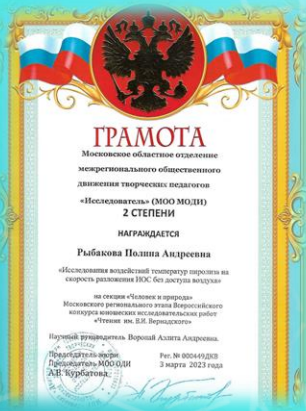 ГРАМОТА
Московское областное отделение
межрегионального общественного
движения творческих педагогов
«Исследователь» (МОО МОДИ)
2 СТЕПЕНИ
НАГРАЖДАЕТСЯ
Рыбакова Полина Андреевна
«Исследования воздействий температур пиролиза на
скорость разложения ИОС без доступа воздуха»
на секции «Человек и природа»
Московского регионального этапа Всероссийского
конкурса юношеских исследовательских работ
«Чтения им. В.И. Вернадского»
Научный руководитель Воропай Аэлита Андреевна.
Председатель жюри Рег. № 000449ДКВ
Председатель МОО ОДИ 3 марта 2023 года
А.В. Курбатова